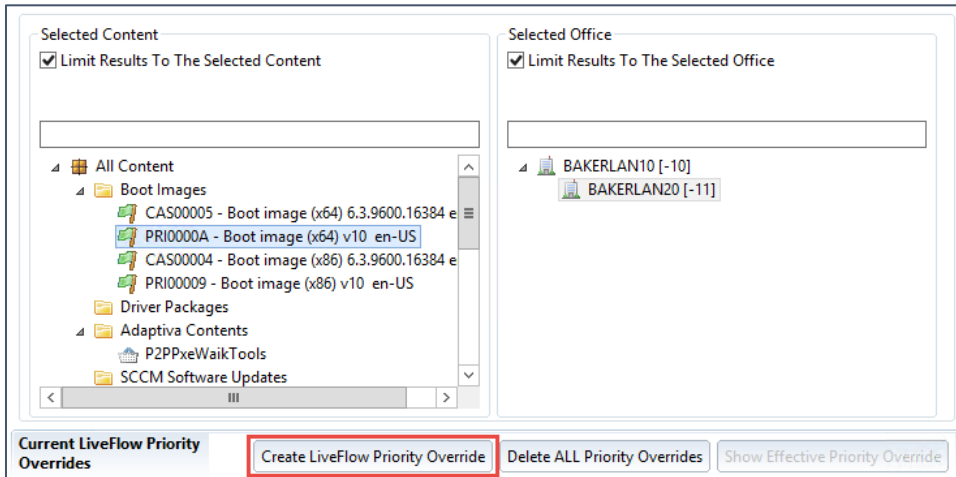 Selected Content
Limit Results To The Selected Content
All Content
Boot Images
CAS00005 - Boot image (x64) 6.3.9600.16384 e
PRI0000A - Boot image (x64) v10 en-US
CAS00004 - Boot image (x86) 6.3.9600.16384 e
PRI00009 - Boot image (x86) v10 en-US
Driver Packages
Adaptiva Contents
P2PPxeWaikTools
SCCM Software Updates
Selected Office
Limit Results To The Selected Office
BAKERLAN10 [-10]
BAKERLAN20 [-11]
Current LiveFlow Priority
Overrides
Create LiveFlow Priority Override
Delete ALL Priority Overrides
Show Effective Priority Override